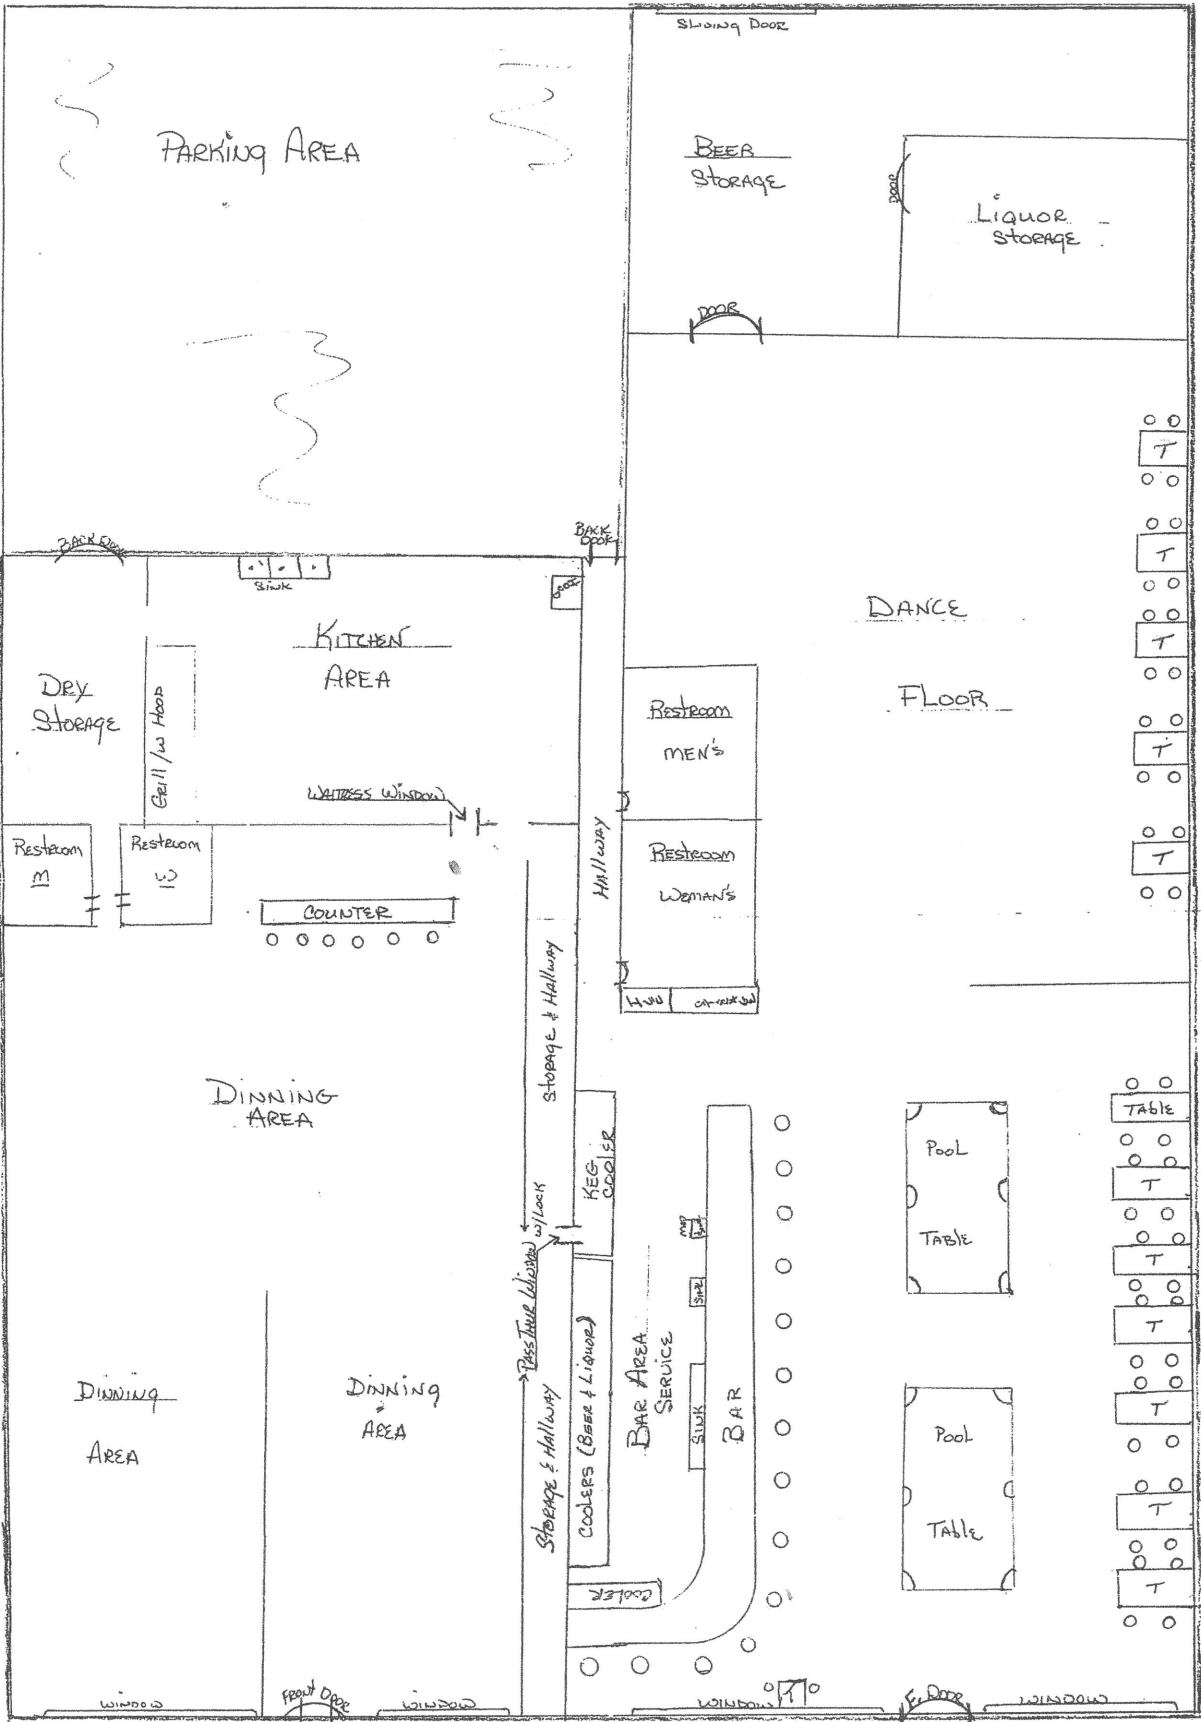 SLIDING DOOR
PARKING AREA
BEER
STORAGE
DOOR
LIQUOR
STORAGE
DOOR
T
T
T
T
T
BACK DOOR
BACK
DOOR
SINK
DOOR
KITCHEN
AREA
DRY
STORAGE
GRILL/W HOOD
DANCE
FLOOR
RESTROOM
MEN'S
WAITRESS WINDOW
RESTROOM
M
RESTROOM
W
COUNTER
HALLWAY
RESTROOM
WOMAN'S
STORAGE & HALLWAY
DINNING
AREA
KEG
COOLER
PASS THUR WINDOW W/LOCK
TABLE
T
T
T
T
T
T
POOL
TABLE
SINK
BAR AREA
SERVICE
SINK
BAR
COOLERS (BEER & LIQUOR)
STORAGE & HALLWAY
DINNING
AREA
DINNING
AREA
POOL
TABLE
COOLER
WINDOW
FRONT DOOR
WINDOW
WINDOW
T
F. DOOR
WINDOW